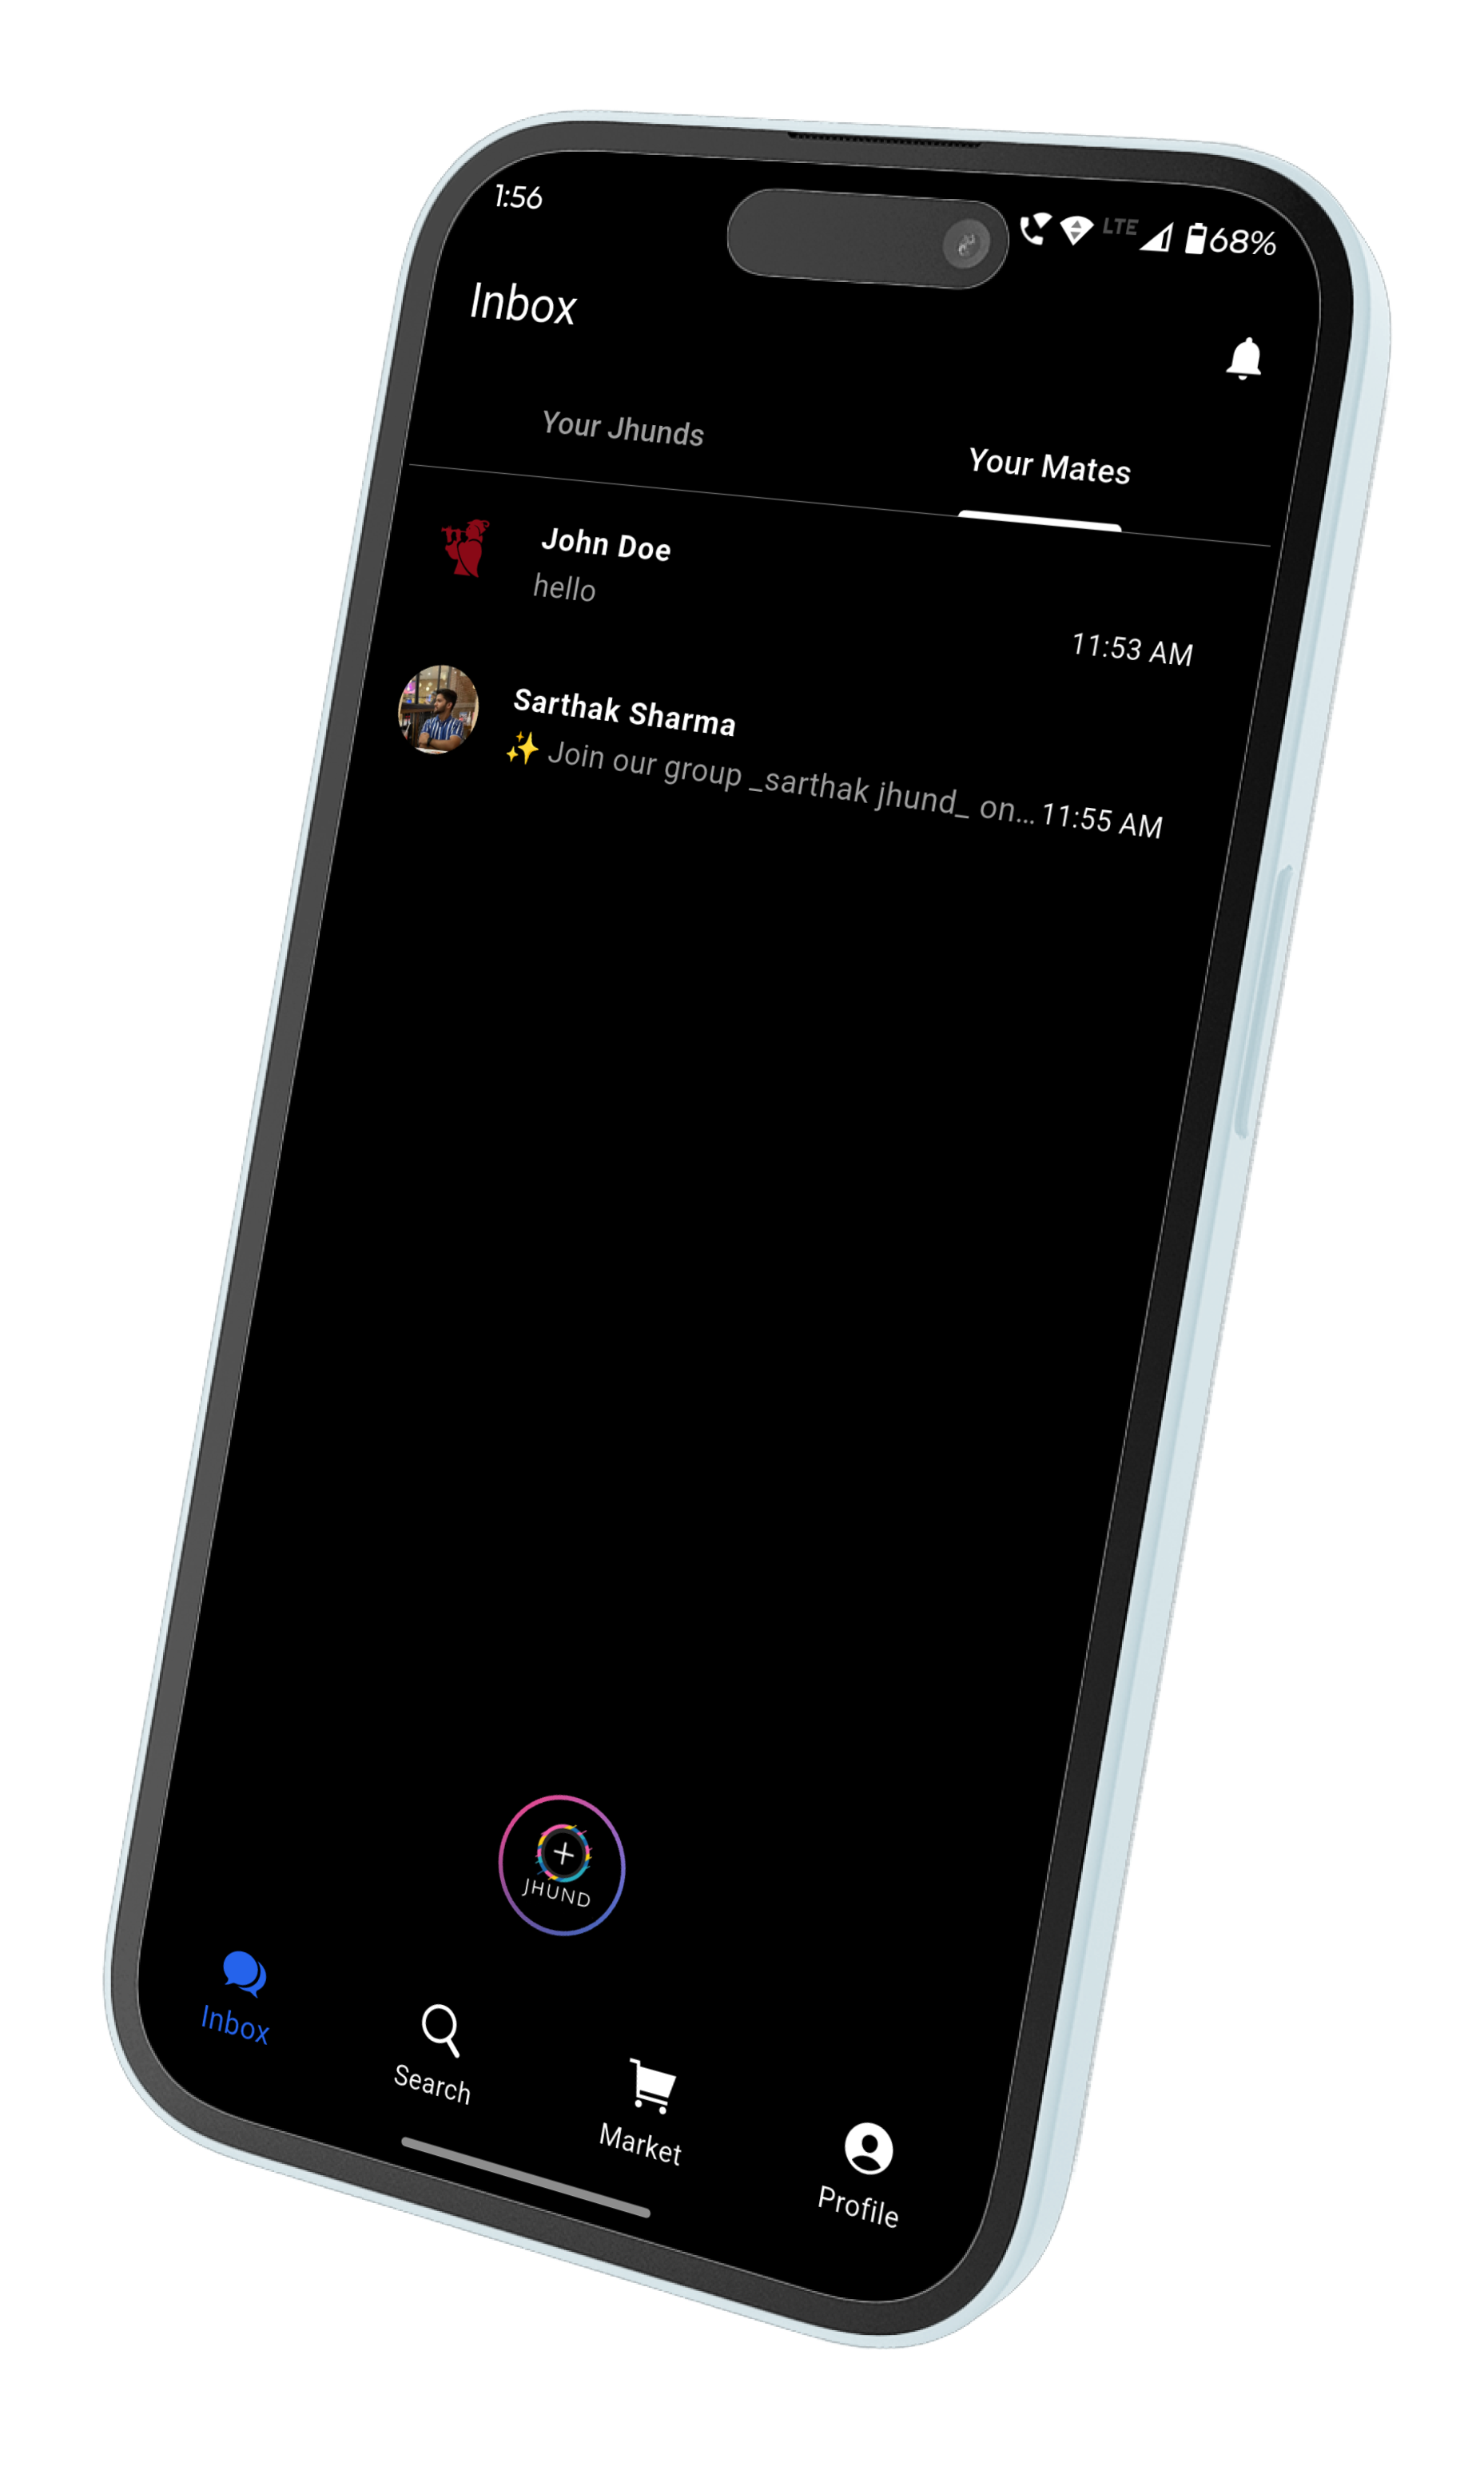 1:56
LTE 68%
Inbox
Your Jhunds
Your Mates
John Doe
hello
11:53 AM
Sarthak Sharma
✨ Join our group _sarthak jhund_ on... 11:55 AM
+
JHUND
Inbox
Search
Market
Profile